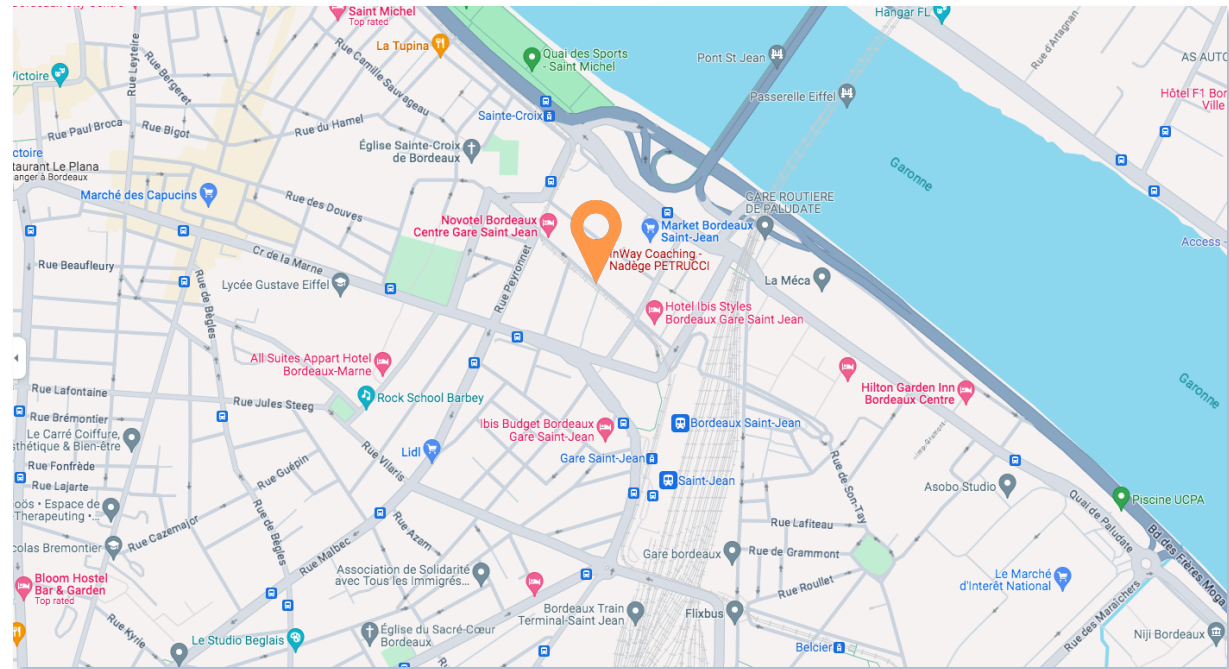 Saint Michel
Top rated
La Tupina
Quai des Sports
- Saint Michel
Hangar FL
Pont St Jean
Rue d'Artagnan
AS AUTO
Victoire
Rue Leyteire
Rue Bergeret
Rue Camille Sauvageau
Passerelle Eiffel
Hôtel F1 Bor
Ville
Rue Paul Broca
Rue Bigot
Rue du Hamel
Sainte-Croix
Église Sainte-Croix
de Bordeaux
ctoire
taurant Le Plana
anger à Bordeaux
Marché des Capucins
Rue des Douves
Garonne
GARE ROUTIERE
DE PALUDATE
Novotel Bordeaux
Centre Gare Saint Jean
Market Bordeaux
Saint-Jean
Access -
Cr de la Marne
InWay Coaching -
Nadège PETRUCCI
Rue Beaufleury
Rue de Bègles
Lycée Gustave Eiffel
Rue Peyronnet
La Méca
Hotel Ibis Styles
Bordeaux Gare Saint Jean
All Suites Appart Hotel
Bordeaux-Marne
Garonne
Rue Lafontaine
Rue Jules Steeg
Rock School Barbey
Hilton Garden Inn
Bordeaux Centre
Rue Brémontier
Le Carré Coiffure,
sthétique & Bien-être
Ibis Budget Bordeaux
Gare Saint-Jean
Bordeaux Saint-Jean
Rue Vilaris
Lidl
Gare Saint-Jean
Rue Fonfrède
Rue Guépin
Rue Lajarte
Saint-Jean
Rue de Son-Tay
Asobo Studio
Quai de Paludate
Piscine UCPA
oös • Espace de
Therapeuting •...
Rue Cazemajor
Rue de Bègles
Rue Malbec
Rue Azam
Rue Lafiteau
Bd des Frères Moga
colas Bremontier
Gare bordeaux
Rue de Grammont
Association de Solidarité
avec Tous les Immigrés...
Bloom Hostel
Bar & Garden
Top rated
Rue Roullet
Le Marché
d'Interêt National
Rue des Maraîchers
Bordeaux Train
Terminal-Saint Jean
Flixbus
Rue Kyrie
Le Studio Beglais
Église du Sacré-Cœur
Bordeaux
Belcier
Niji Bordeaux